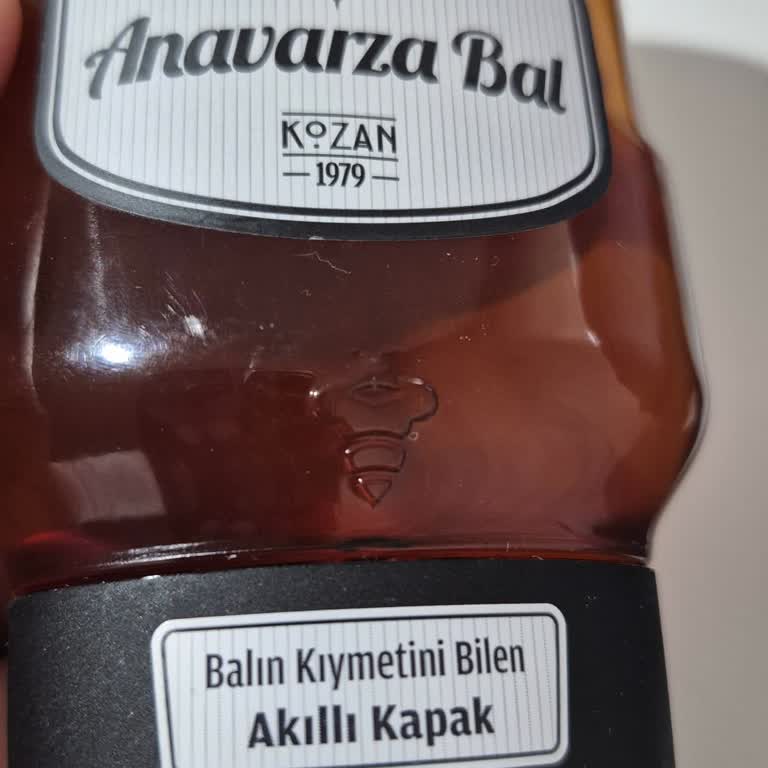 Anavarza Bal
KOZAN
1979
Balın Kıymetini Bilen
Akıllı Kapak